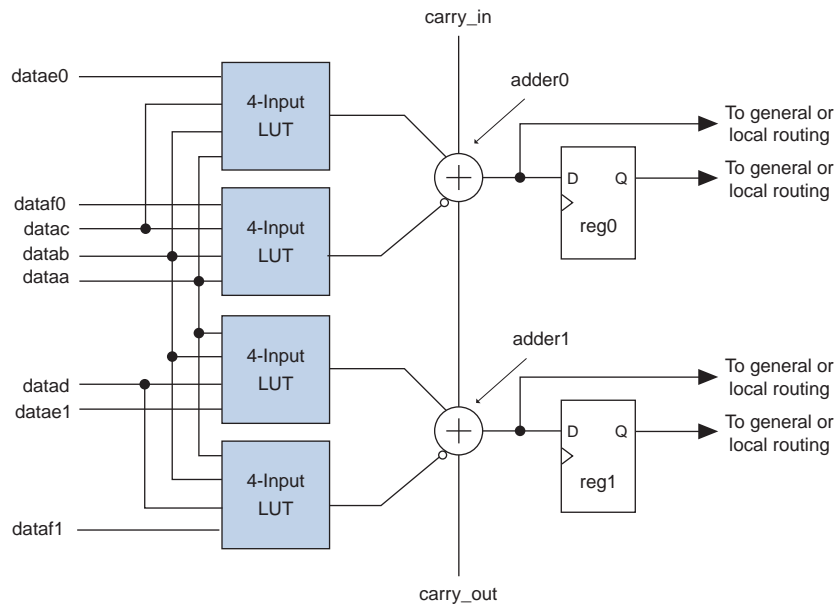 carry_in
adder0
datae0
4-Input
LUT
To general or
local routing
D
Q
reg0
To general or
local routing
dataf0
datac
datab
dataa
4-Input
LUT
adder1
4-Input
LUT
datad
datae1
To general or
local routing
D
Q
reg1
To general or
local routing
4-Input
LUT
dataf1
carry_out